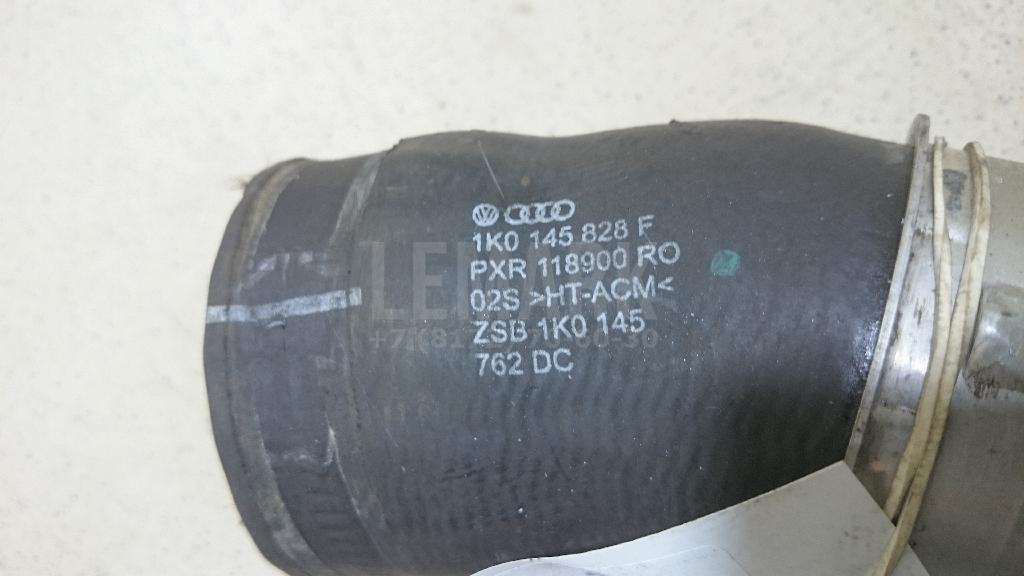 1K0 145 828 F
PXR 118900 RO
02S >HT-ACM<
ZSB 1K0 145
762 DC